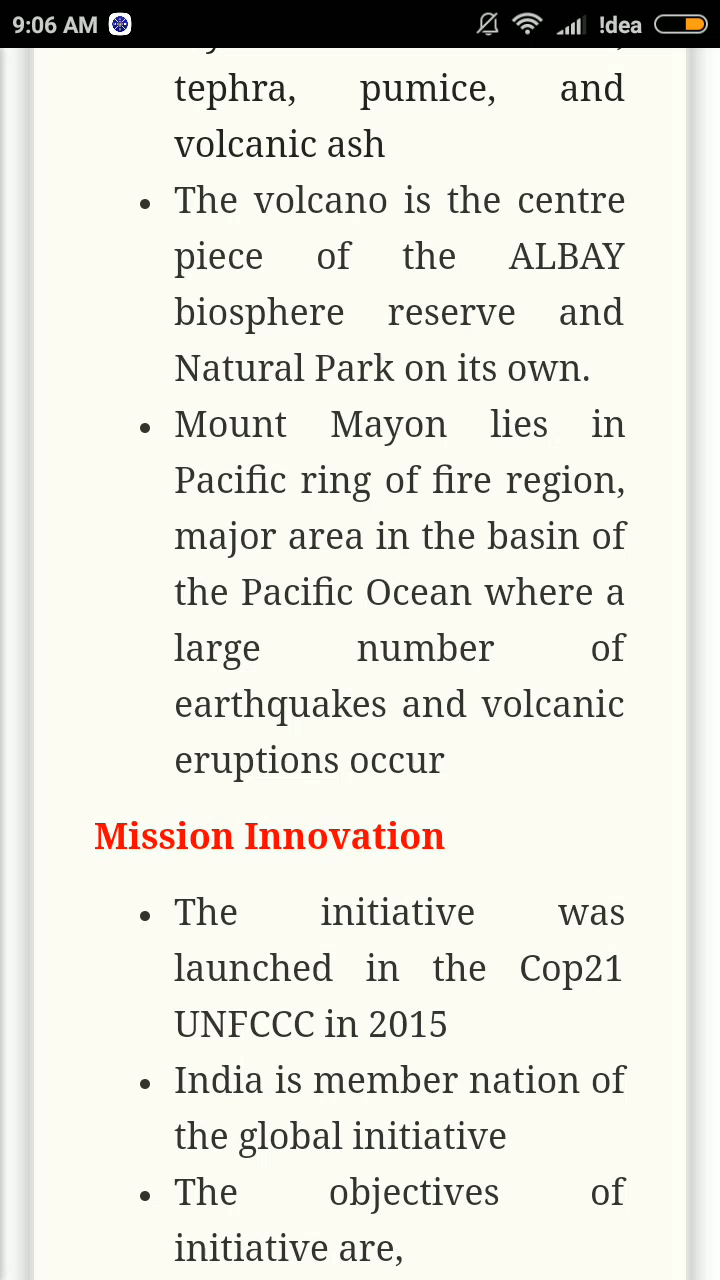 9:06 AM !dea
tephra, pumice, and
volcanic ash
• The volcano is the centre
piece of the ALBAY
biosphere reserve and
Natural Park on its own.
• Mount Mayon lies in
Pacific ring of fire region,
major area in the basin of
the Pacific Ocean where a
large number of
earthquakes and volcanic
eruptions occur
Mission Innovation
• The initiative was
launched in the Cop21
UNFCCC in 2015
• India is member nation of
the global initiative
• The objectives of
initiative are,